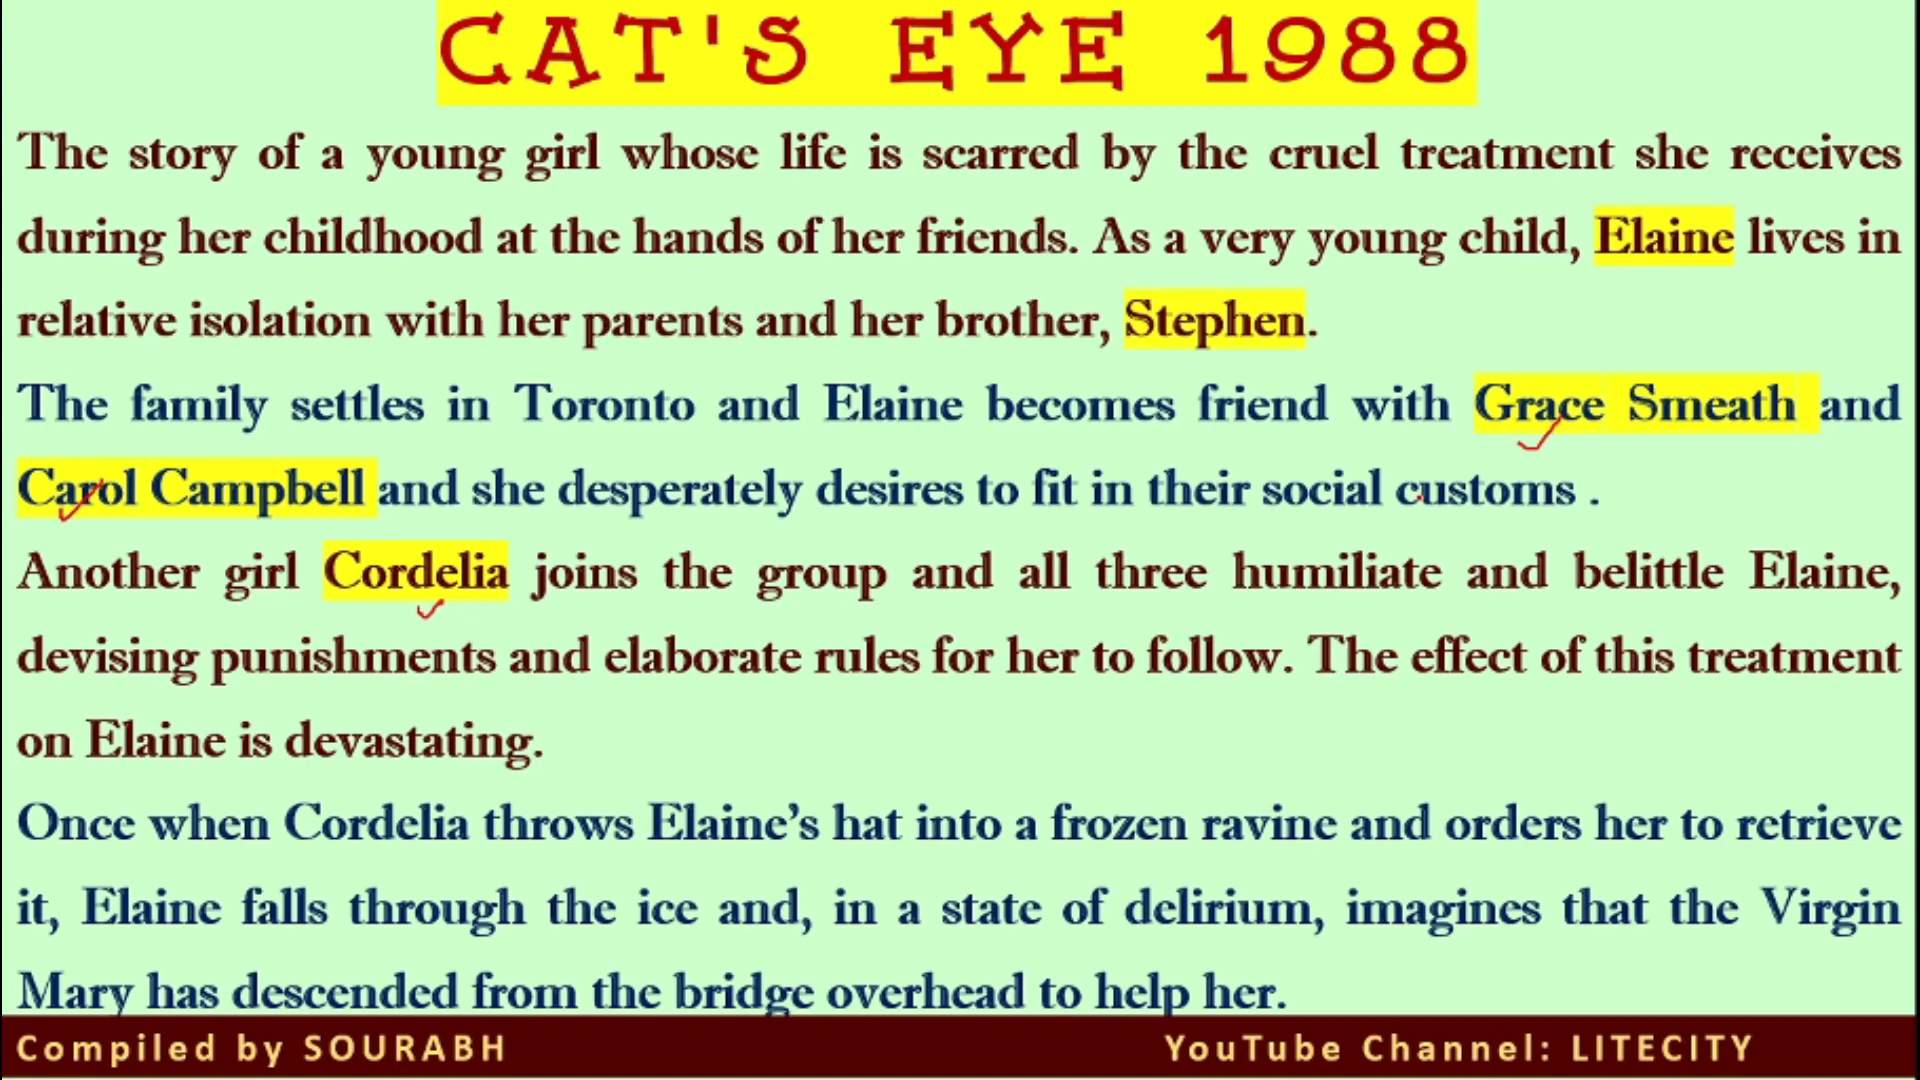 CAT'S EYE 1988
The story of a young girl whose life is scarred by the cruel treatment she receives
during her childhood at the hands of her friends. As a very young child, Elaine lives in
relative isolation with her parents and her brother, Stephen.
The family settles in Toronto and Elaine becomes friend with Grace Smeath and
Carol Campbell and she desperately desires to fit in their social customs .
Another girl Cordelia joins the group and all three humiliate and belittle Elaine,
devising punishments and elaborate rules for her to follow. The effect of this treatment
on Elaine is devastating.
Once when Cordelia throws Elaine’s hat into a frozen ravine and orders her to retrieve
it, Elaine falls through the ice and, in a state of delirium, imagines that the Virgin
Mary has descended from the bridge overhead to help her.
Compiled by SOURABH YouTube Channel: LITECITY